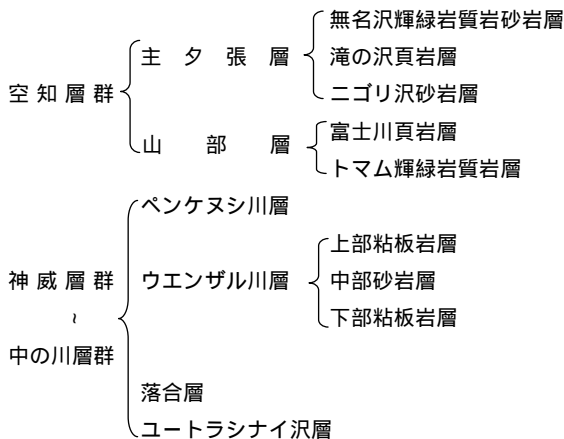 無名沢輝緑岩質岩砂岩層
主夕張層
滝の沢頁岩層
空知層群
ニゴリ沢砂岩層
富士川頁岩層
山部層
トマム輝緑岩質岩層
ペンケヌシ川層
上部粘板岩層
神威層群
ウエンザル川層
中部砂岩層
~
下部粘板岩層
中の川層群
落合層
ユートラシナイ沢層